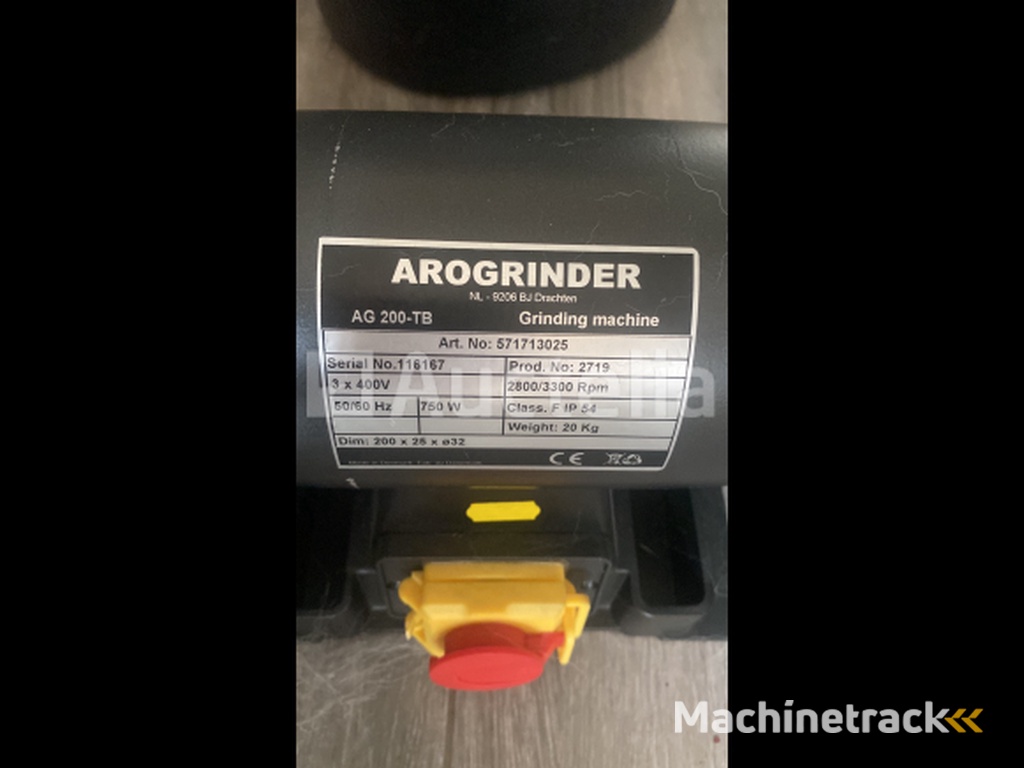 AROGRINDER
NL - 9206 BJ Drachten
AG 200-TB Grinding machine
Art. No: 571713025
Serial No.116167 Prod. No: 2719
3 x 400V 2800/3300 Rpm
50/60 Hz 750 W Class. F IP 54
Weight: 20 Kg
Dim: 200 x 25 x ø32
CE
Machinetrack